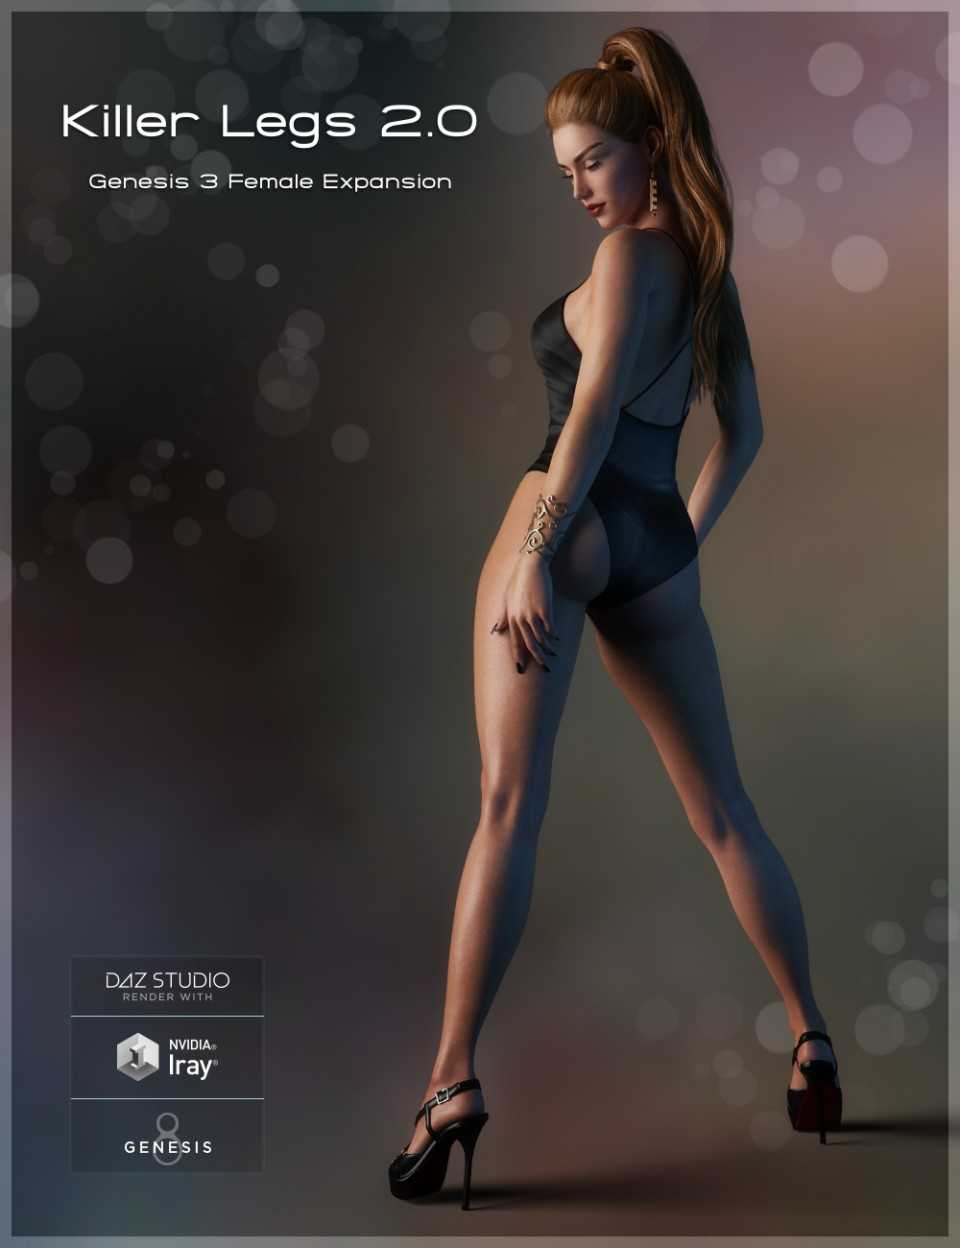 Killer Legs 2.0
Genesis 3 Female Expansion
DAZ STUDIO
RENDER WITH
NVIDIA®
Iray®
8
GENESIS